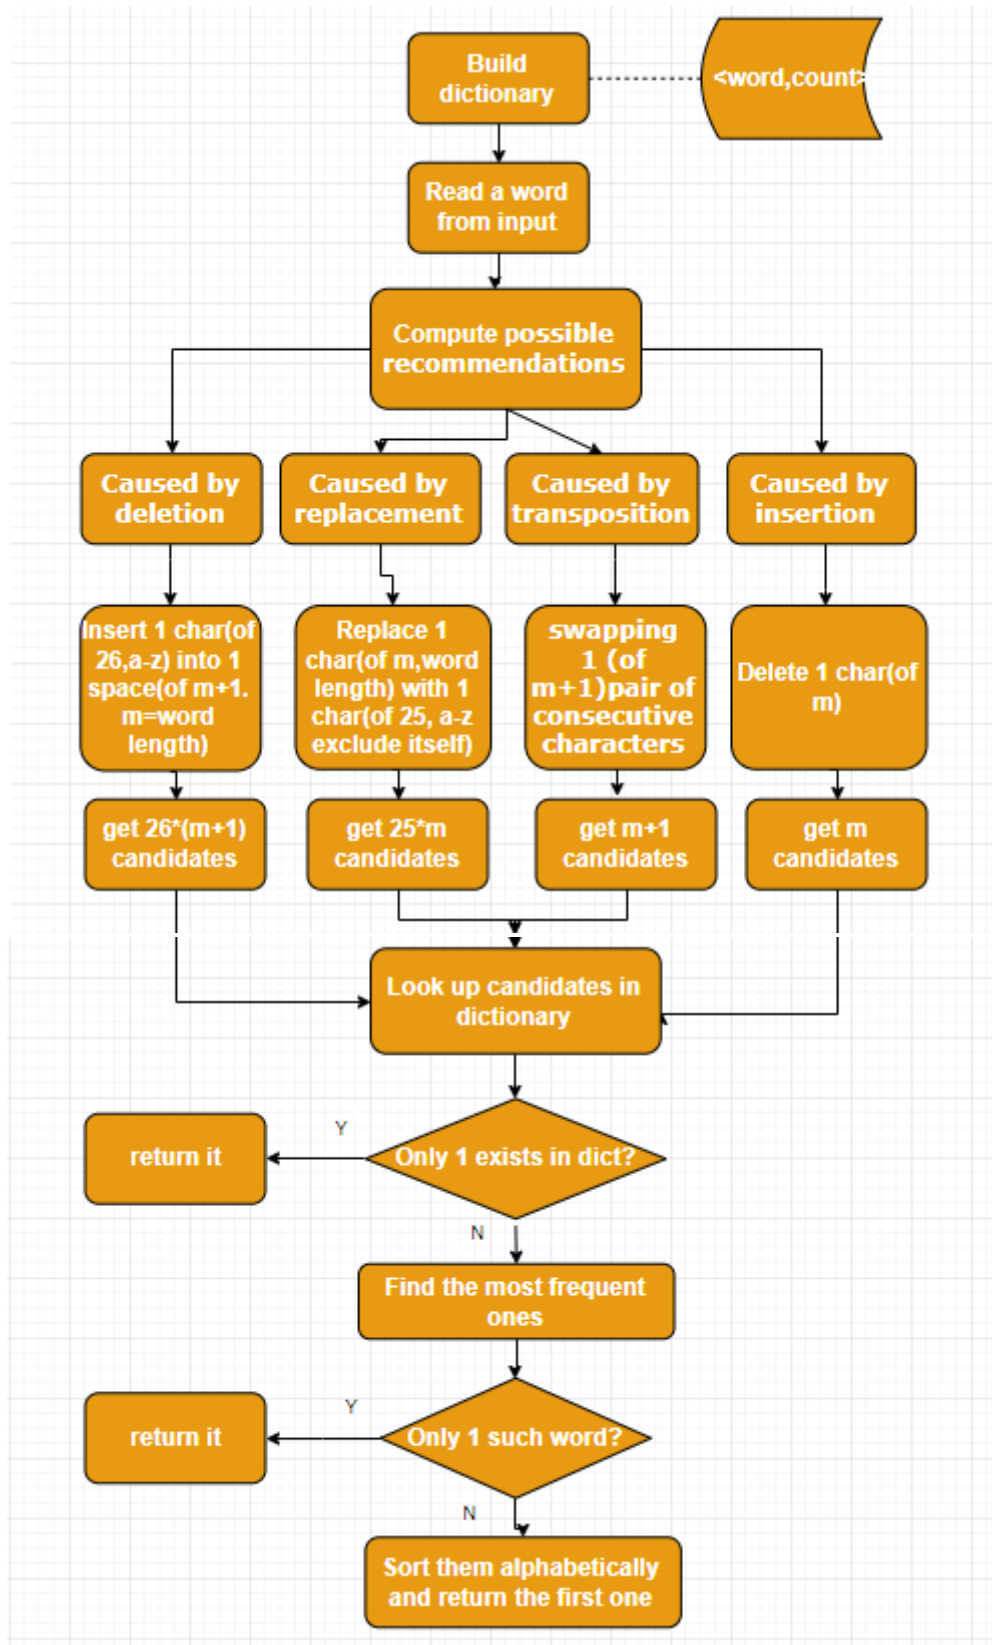 Build
dictionary
<word,count>
Read a word
from input
Compute possible
recommendations
Caused by
deletion
Caused by
replacement
Caused by
transposition
Caused by
insertion
Insert 1 char(of
26,a-z) into 1
space(of m+1.
m=word
length)
Replace 1
char(of m,word
length) with 1
char(of 25, a-z
exclude itself)
swapping
1 (of
m+1)pair of
consecutive
characters
Delete 1 char(of
m)
get 26*(m+1)
candidates
get 25*m
candidates
get m+1
candidates
get m
candidates
Look up candidates in
dictionary
Only 1 exists in dict?
Y
return it
N
Find the most frequent
ones
Only 1 such word?
Y
return it
N
Sort them alphabetically
and return the first one